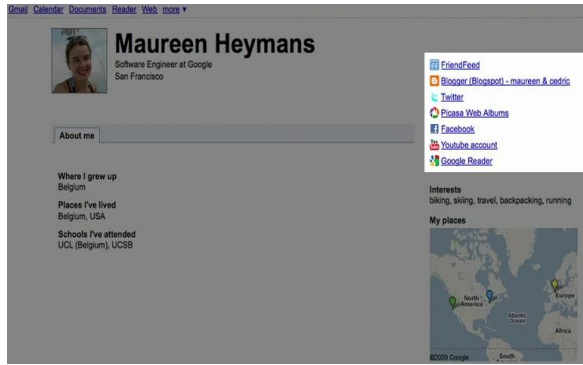 Gmail Calendar Documents Reader Web more ▼
Maureen Heymans
Software Engineer at Google
San Francisco
FriendFeed
Blogger (Blogspot) - maureen & cedric
Twitter
Picasa Web Albums
Facebook
Youtube account
Google Reader
About me
Where I grew up
Belgium
Places I've lived
Belgium, USA
Schools I've attended
UCL (Belgium), UCSB
Interests
biking, skiing, travel, backpacking, running
My places
North
America
Europe
Atlantic
Ocean
Africa
©2009 Google
South